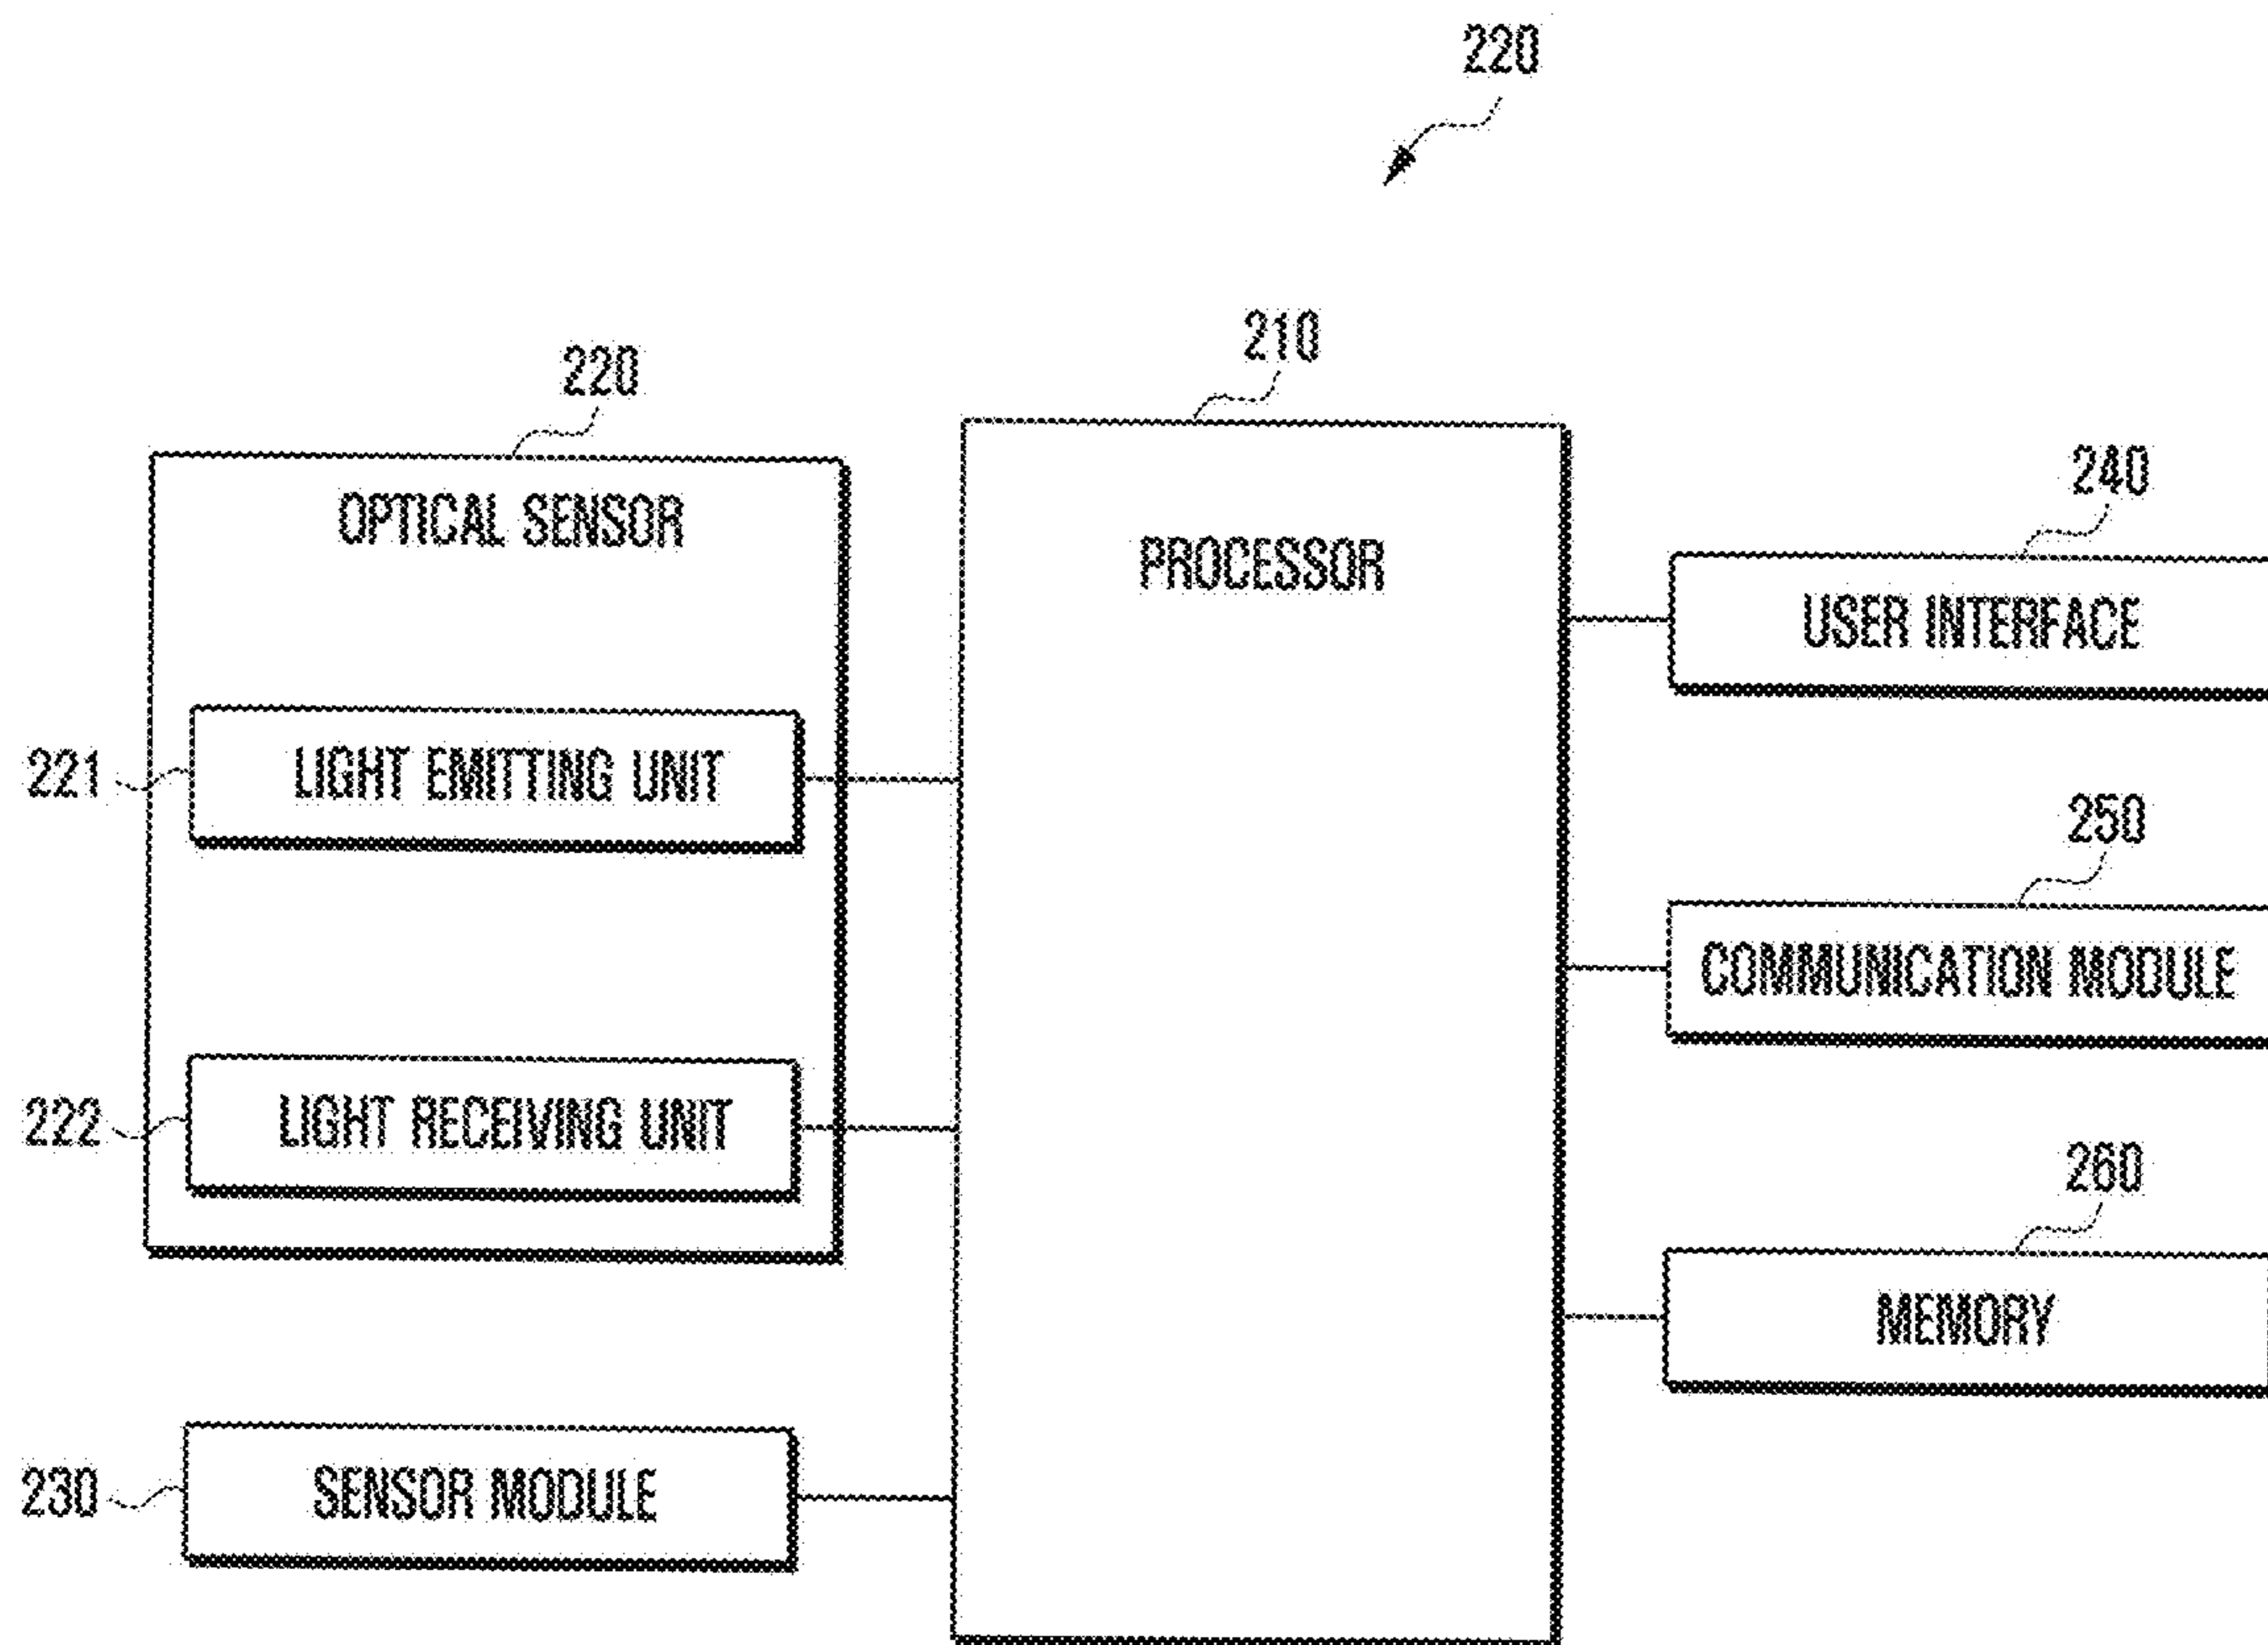 220
210
220
OPTICAL SENSOR
PROCESSOR
240
USER INTERFACE
221
LIGHT EMITTING UNIT
250
COMMUNICATION MODULE
222
LIGHT RECEIVING UNIT
260
MEMORY
230
SENSOR MODULE